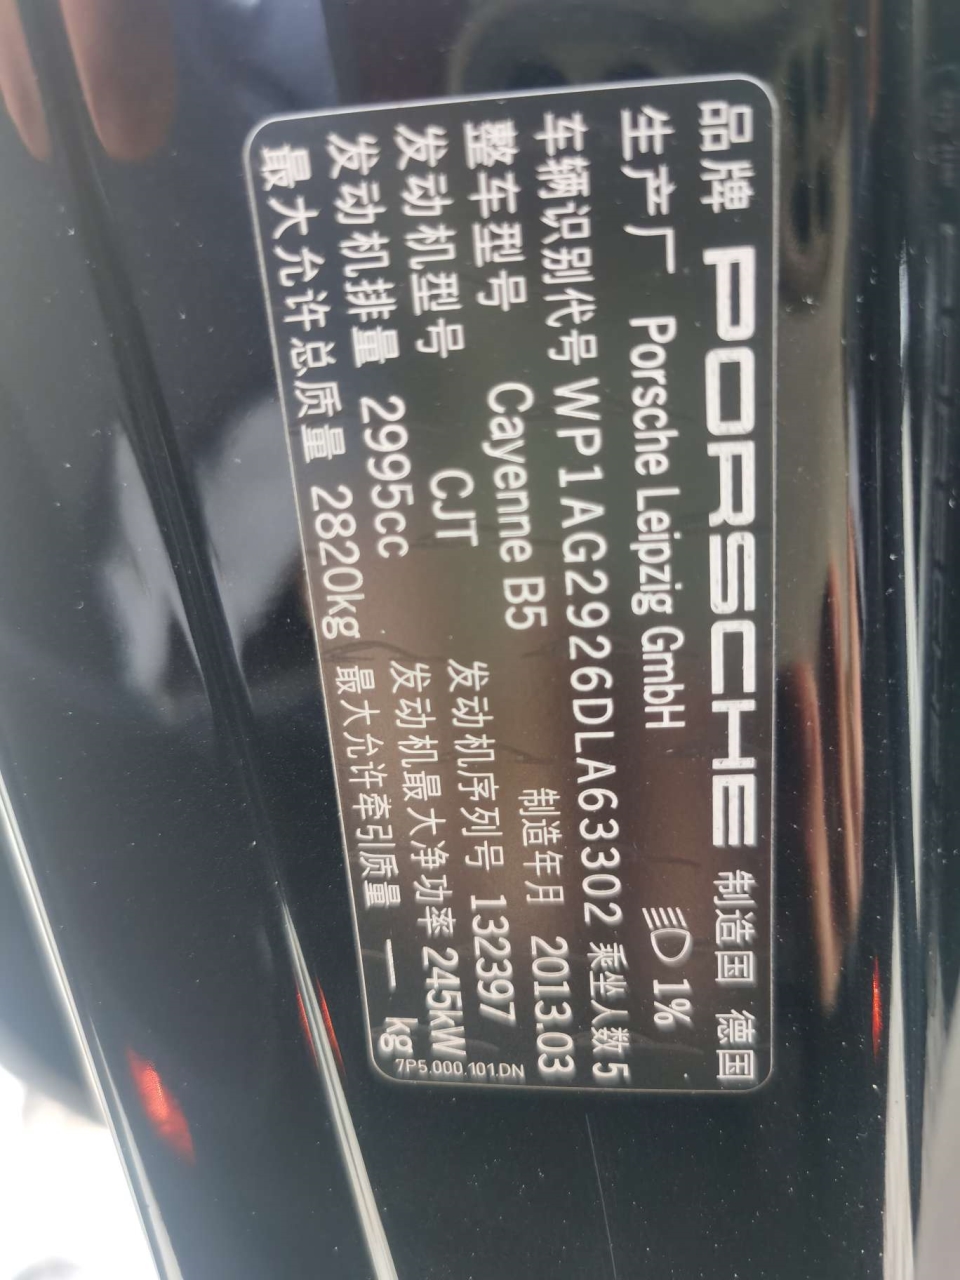 品牌 PORSCHE 制造国 德国
生产厂 Porsche Leipzig GmbH 1%
车辆识别代号 WP1AG2926DLA63302 乘坐人数 5
整车型号 Cayenne B5 制造年月 2013.03
发动机型号 CJT 发动机序列号 132397
发动机排量 2995cc 发动机最大净功率 245kW
最大允许总质量 2820kg 最大允许牵引质量 — kg
7P5.000.101.DN